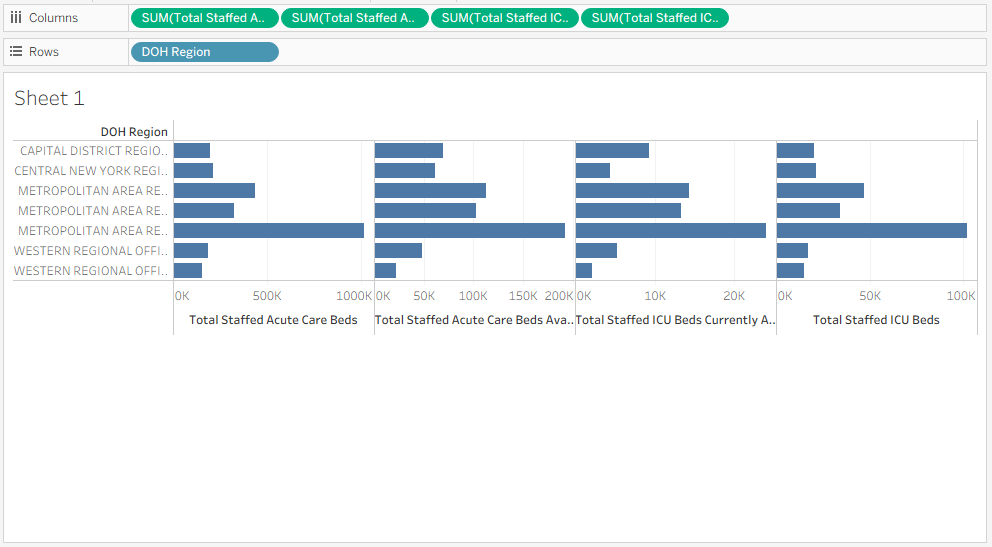 Columns SUM(Total Staffed A.. SUM(Total Staffed A.. SUM(Total Staffed IC.. SUM(Total Staffed IC..
Rows DOH Region
Sheet 1
DOH Region
CAPITAL DISTRICT REGIO..
CENTRAL NEW YORK REGI..
METROPOLITAN AREA RE..
METROPOLITAN AREA RE..
METROPOLITAN AREA RE..
WESTERN REGIONAL OFFI..
WESTERN REGIONAL OFFI..
0K 500K 1000K 0K 50K 100K 150K 200K 0K 10K 20K 0K 50K 100K
Total Staffed Acute Care Beds Total Staffed Acute Care Beds Ava.. Total Staffed ICU Beds Currently A.. Total Staffed ICU Beds